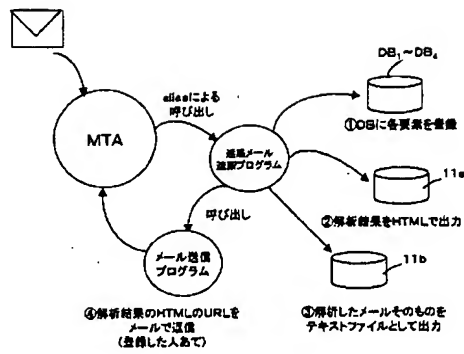 DB₁～DB₄
aliasによる
呼び出し
MTA
①DBに各要素を登録
迷惑メール
追跡プログラム
11a
②解析結果をHTMLで出力
呼び出し
メール送信
プログラム
11b
④解析結果のHTMLのURLを
メールで返信
(登録した人あて)
③解析したメールそのものを
テキストファイルとして出力